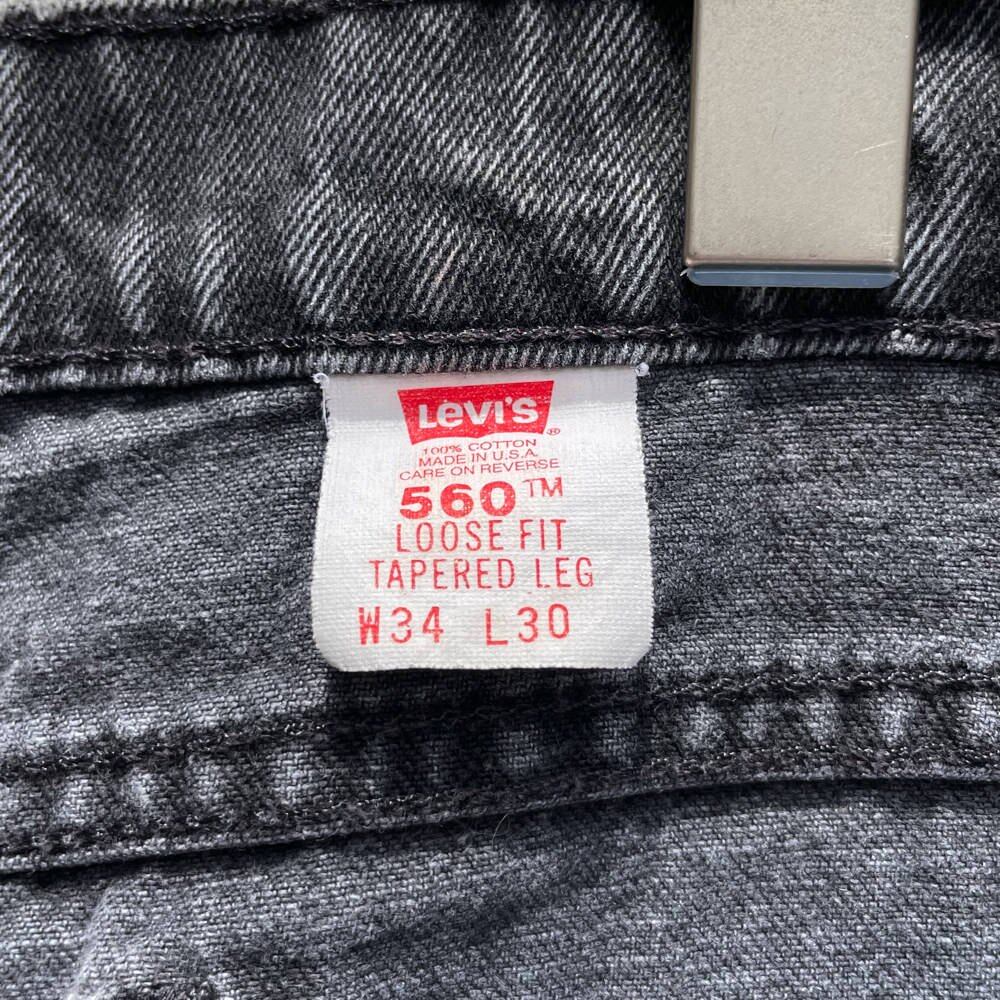 Levi's®
100% COTTON
MADE IN U.S.A.
CARE ON REVERSE
560™
LOOSE FIT
TAPERED LEG
W34 L30